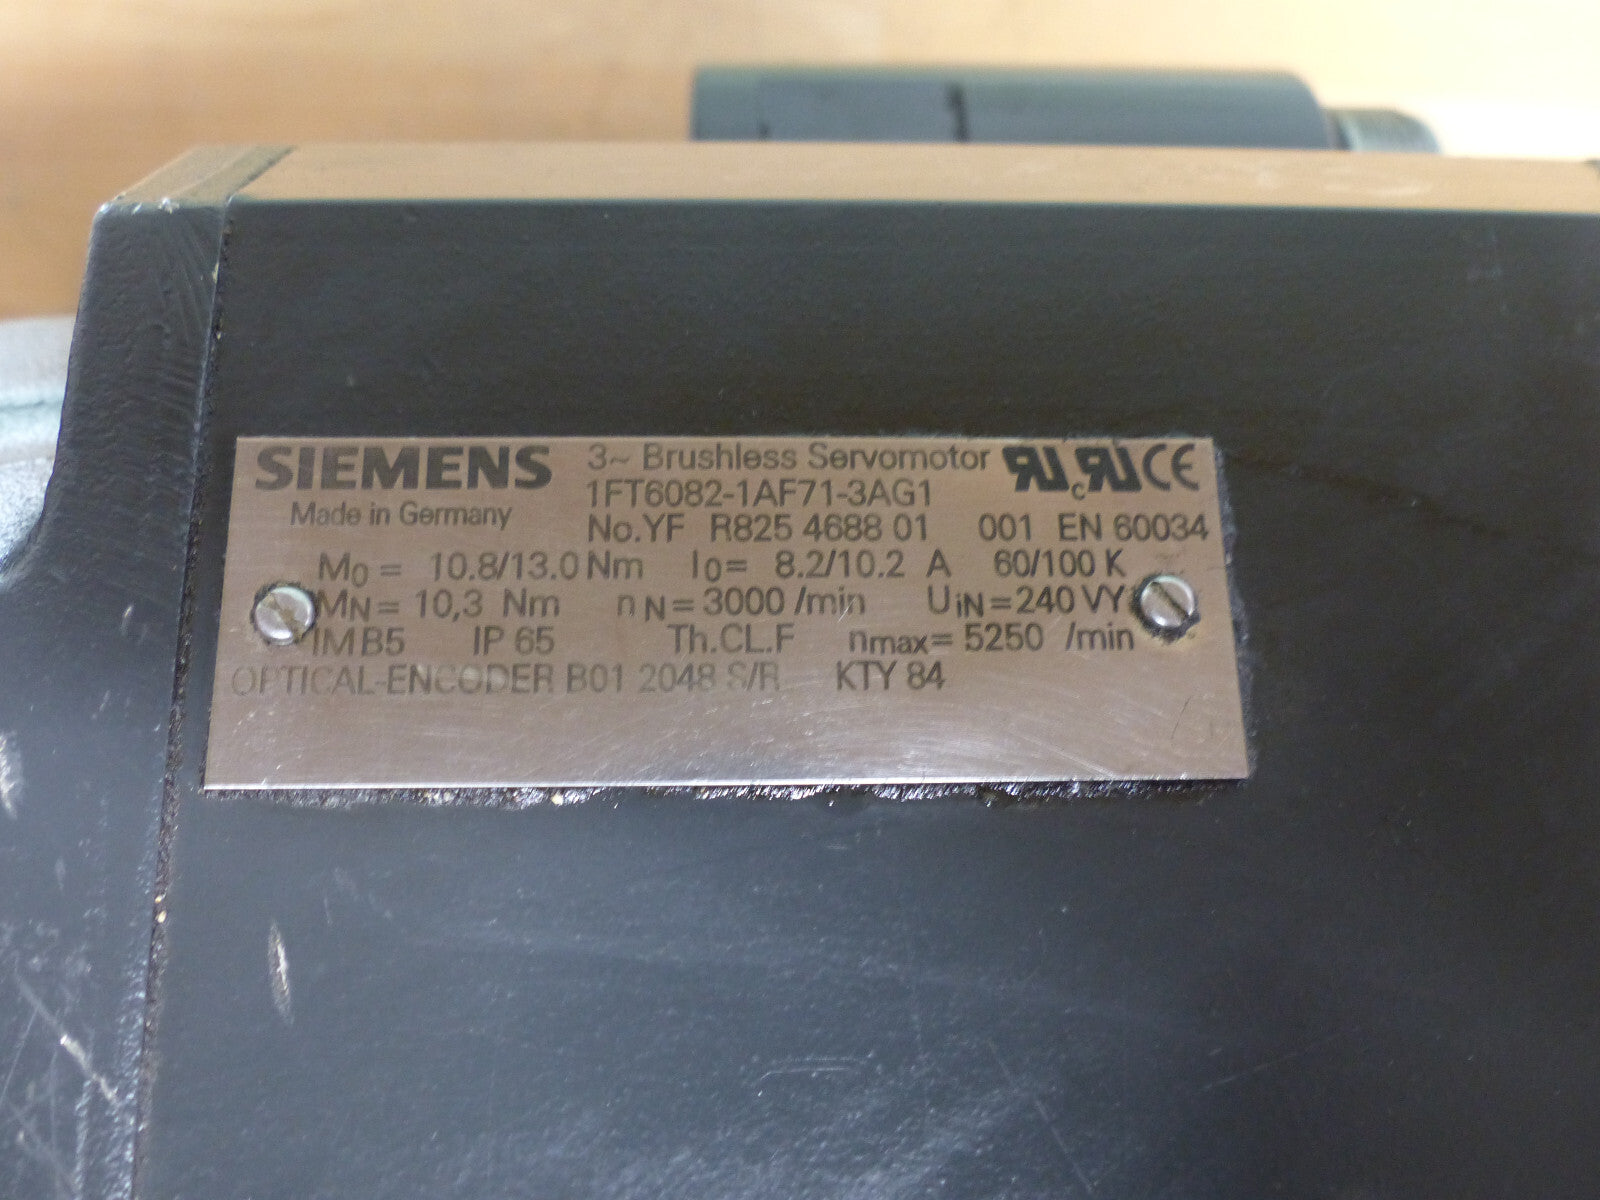 SIEMENS 3~ Brushless Servomotor
1FT6082-1AF71-3AG1
Made in Germany
No.YF R825 4688 01 001 EN 60034
M0 = 10.8/13.0 Nm I0= 8.2/10.2 A 60/100 K
MN= 10,3 Nm nN= 3000 /min UiN=240 VY
IM B5 IP 65 Th.CL.F nmax= 5250 /min
OPTICAL-ENCODER B01 2048 S/R KTY 84